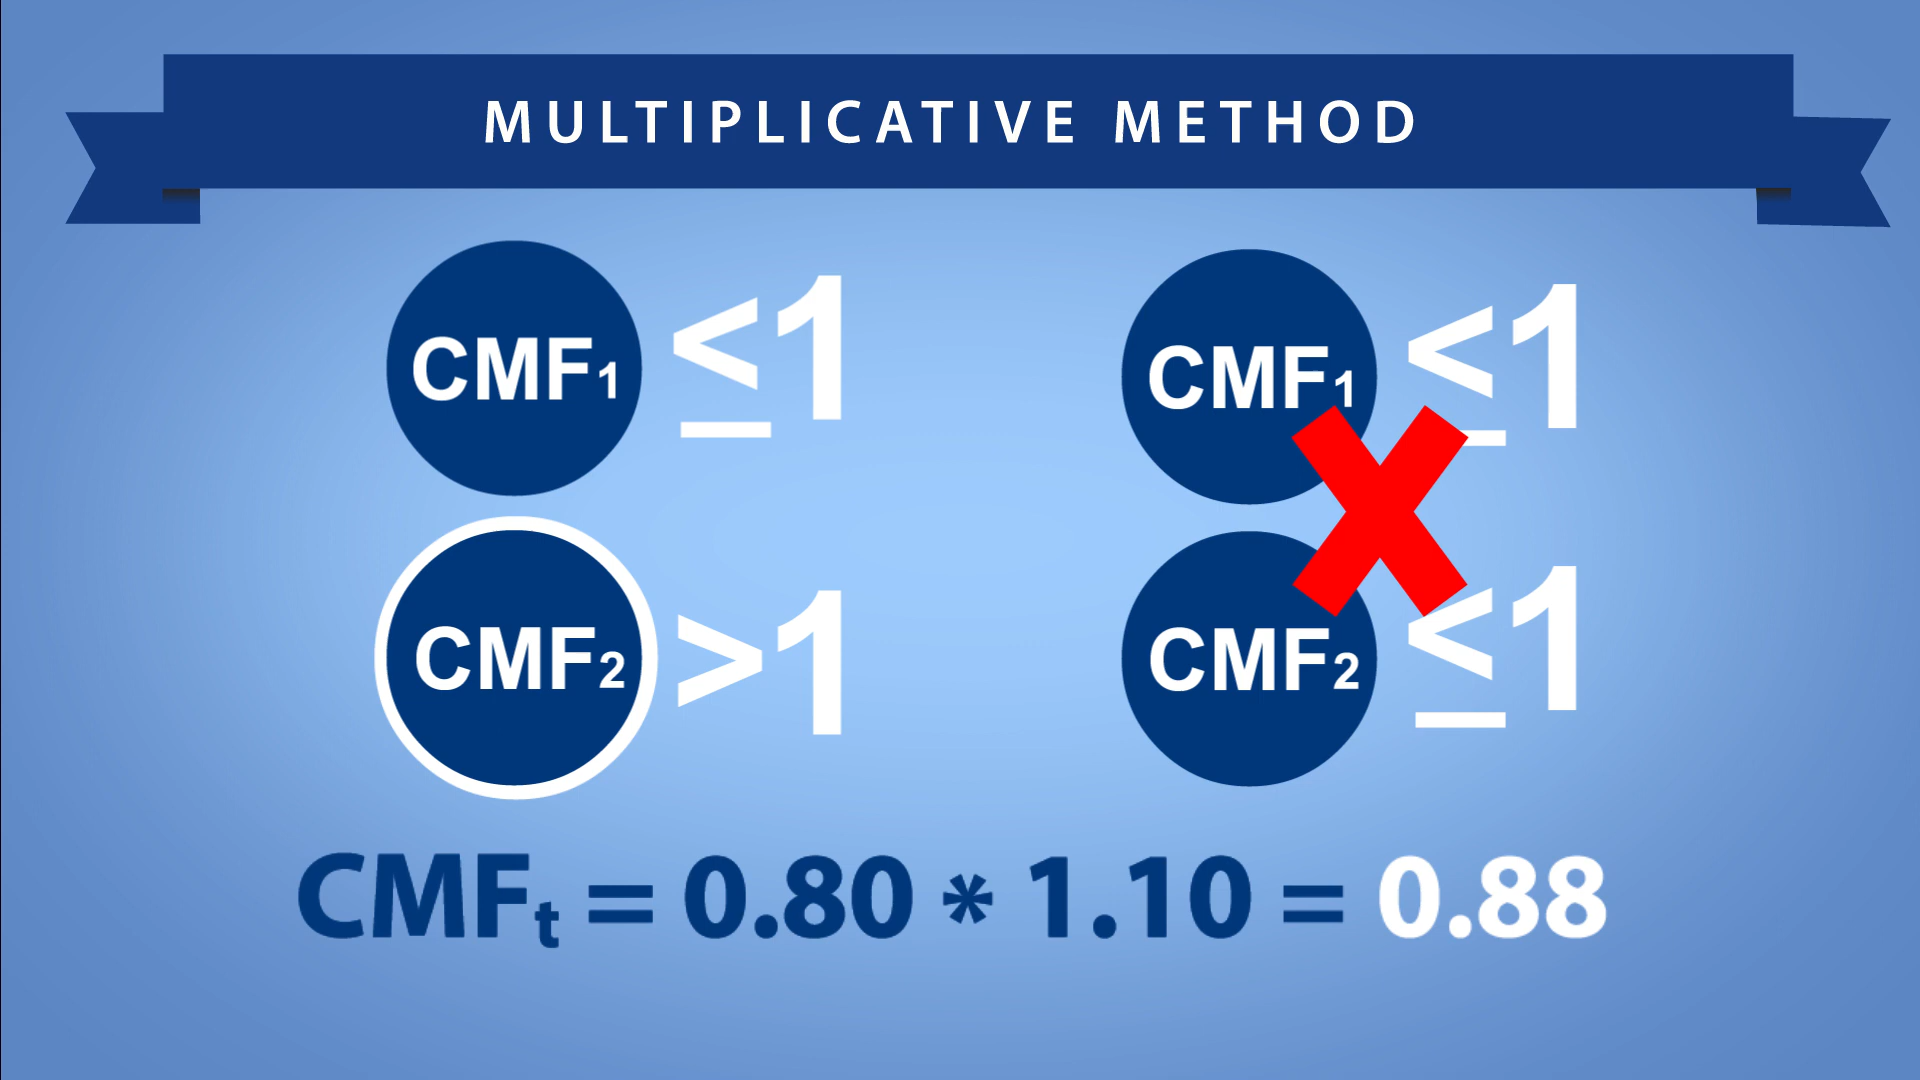 MULTIPLICATIVE METHOD
CMF₁ ≤1
CMF₁ ≤1
CMF₂ >1
CMF₂ ≤1
CMFₜ = 0.80 * 1.10 = 0.88